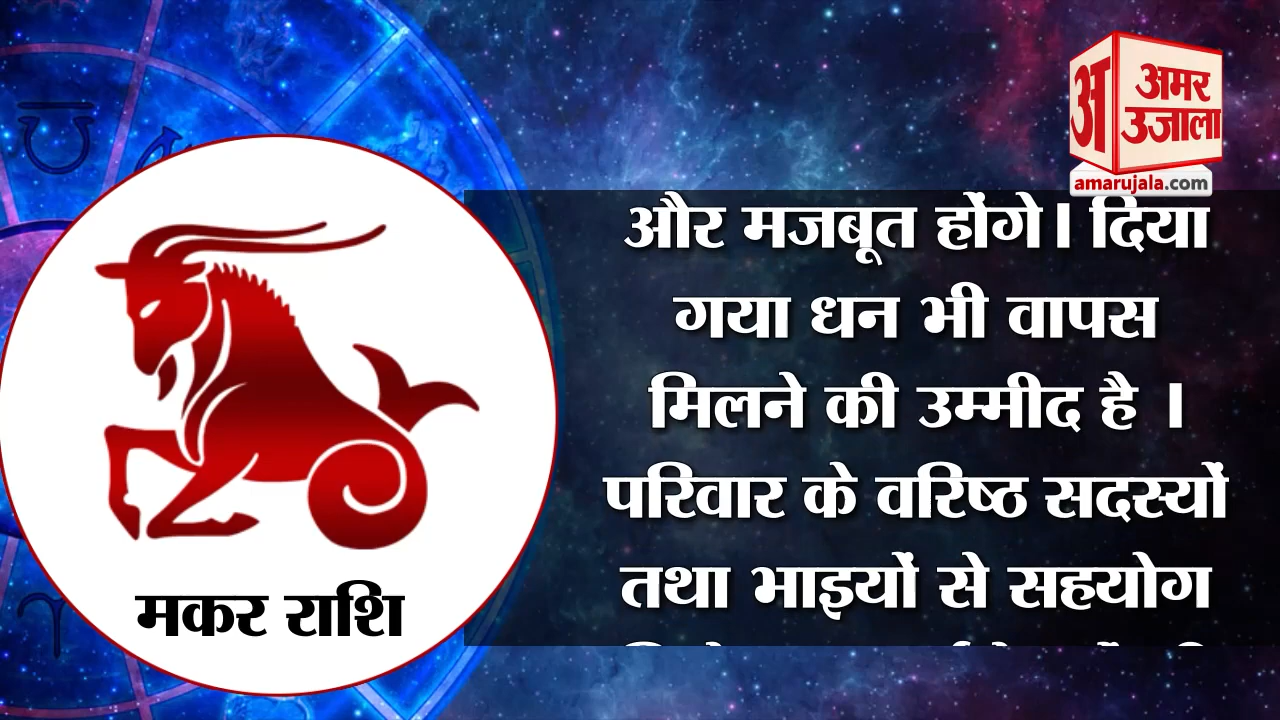 अ
अमर
उजाला
amarujala.com
और मजबूत होंगे। दिया
गया धन भी वापस
मिलने की उम्मीद है ।
परिवार के वरिष्ठ सदस्यों
तथा भाइयों से सहयोग
मकर राशि